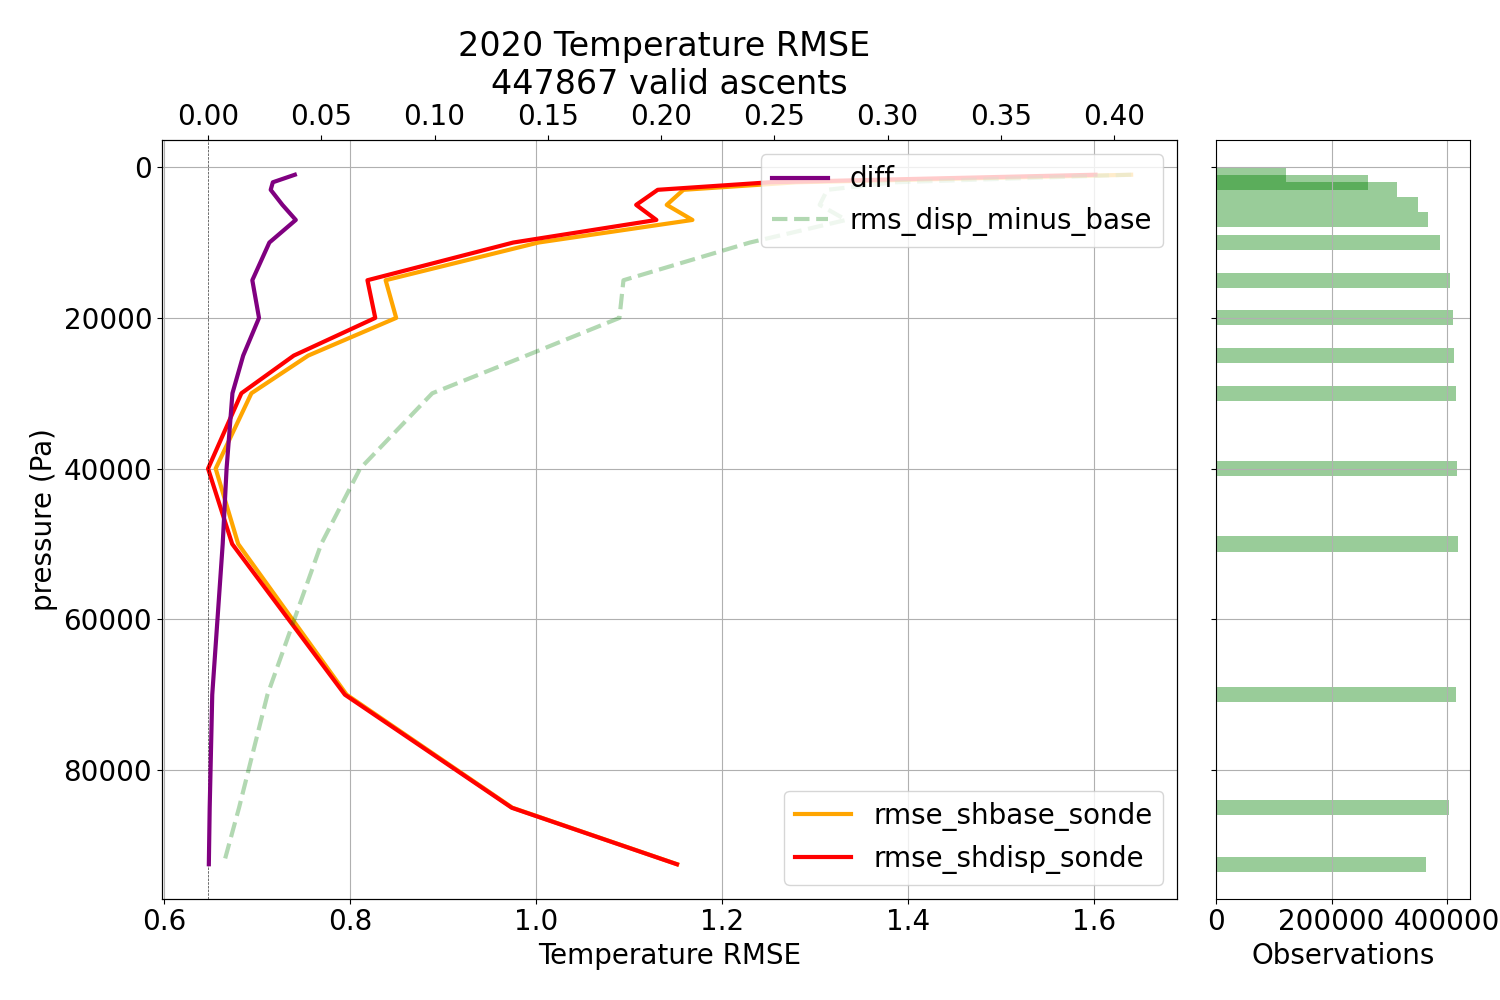 2020 Temperature RMSE
447867 valid ascents
0.00 0.05 0.10 0.15 0.20 0.25 0.30 0.35 0.40
diff
rms_disp_minus_base
0
20000
40000
60000
80000
pressure (Pa)
rmse_shbase_sonde
rmse_shdisp_sonde
0.6 0.8 1.0 1.2 1.4 1.6
Temperature RMSE
0 200000 400000
Observations